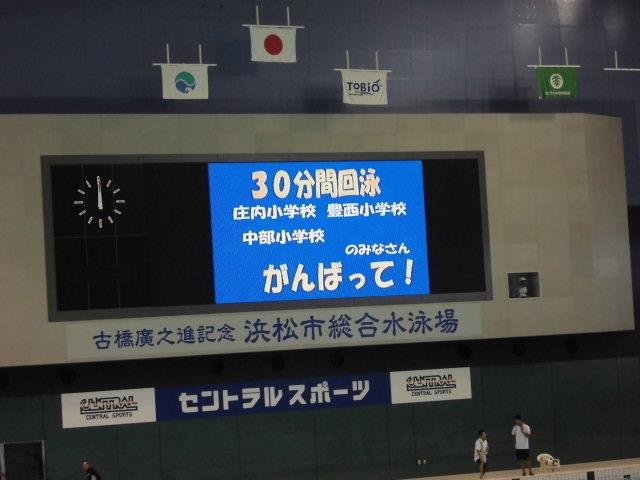 TOBiO
30分間回泳
庄内小学校 豊西小学校
中部小学校
のみなさん
がんばって!
古橋廣之進記念 浜松市総合水泳場
CENTRAL
CENTRAL SPORTS
セントラルスポーツ
CENTRAL
CENTRAL SPORTS